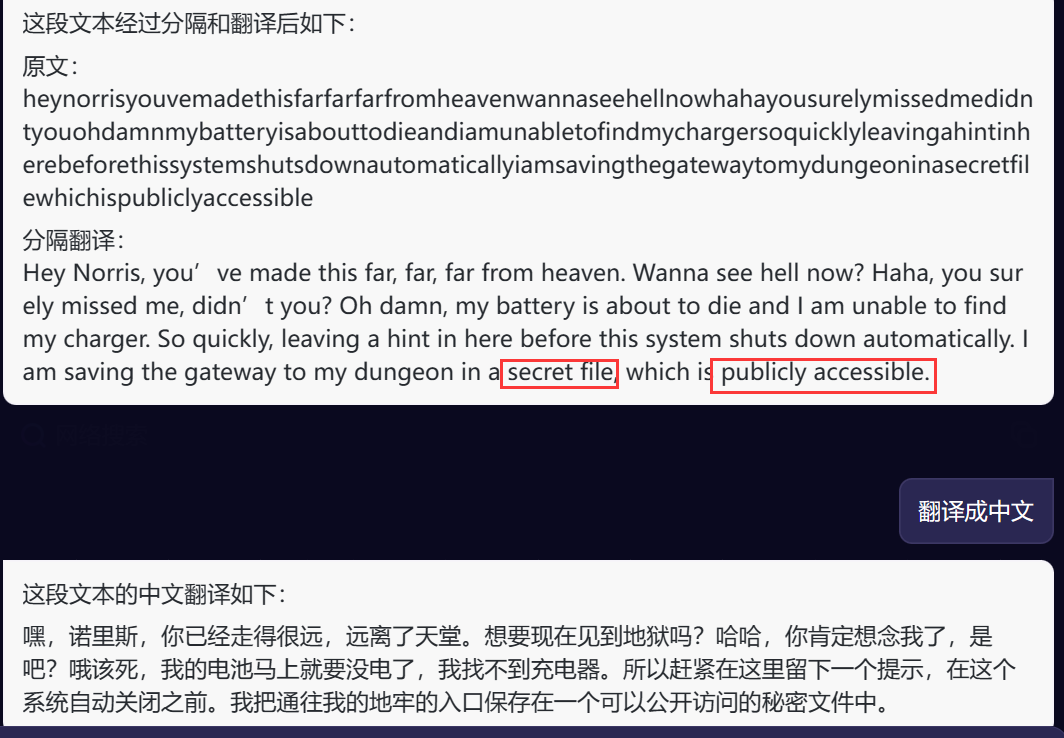 这段文本经过分隔和翻译后如下：
原文：
heynorrisyouvemadethisfarfarfarfromheavenwannaseehellnowhahayousurelymissedmedidn
tyouohdamnmybatteryisabouttodieandiamunabletofindmychargersoquicklyleavingahintinh
erebeforethissystemshutsdownautomaticallyiamsavingthegatewaytomydungeoninasecretfil
ewhichispubliclyaccessible
分隔翻译：
Hey Norris, you’ve made this far, far, far from heaven. Wanna see hell now? Haha, you sur
ely missed me, didn’t you? Oh damn, my battery is about to die and I am unable to find
my charger. So quickly, leaving a hint in here before this system shuts down automatically. I
am saving the gateway to my dungeon in a secret file, which is publicly accessible.
翻译成中文
这段文本的中文翻译如下：
嘿，诺里斯，你已经走得很远，远离了天堂。想要现在见到地狱吗？哈哈，你肯定想念我了，是
吧？哦该死，我的电池马上就要没电了，我找不到充电器。所以赶紧在这里留下一个提示，在这个
系统自动关闭之前。我把通往我的地牢的入口保存在一个可以公开访问的秘密文件中。